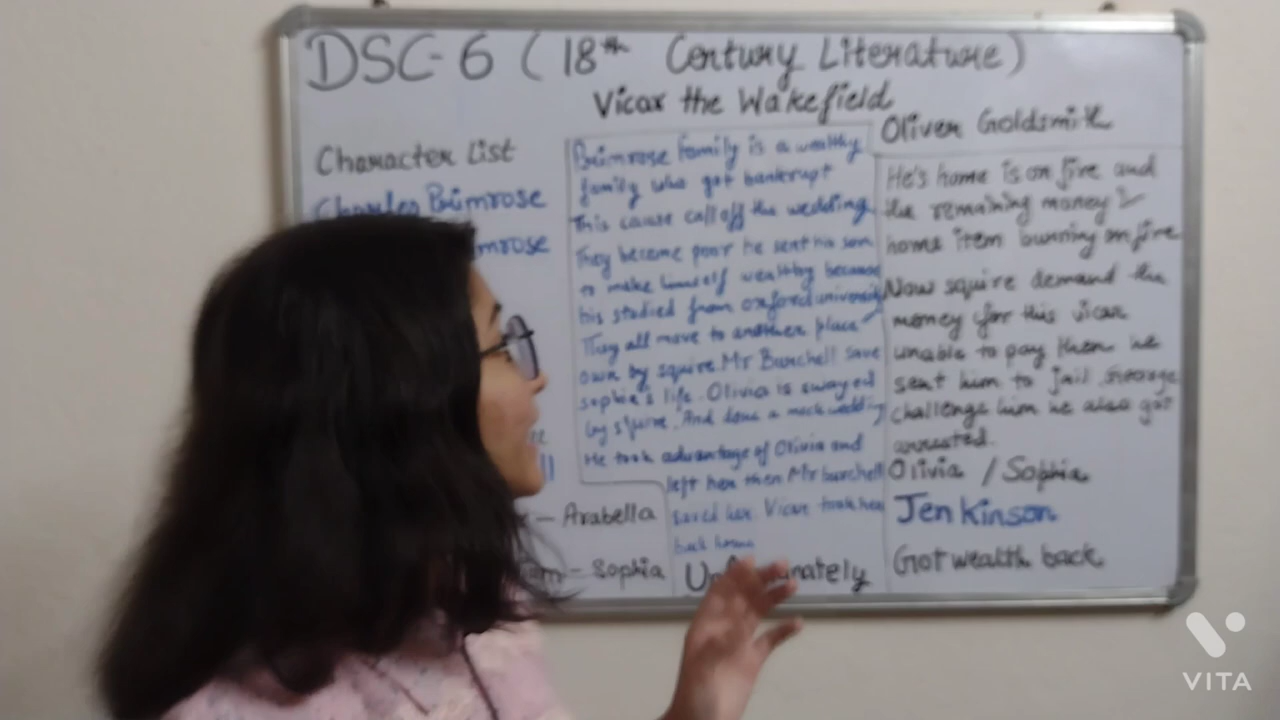 DSC-6 (18th Century Literature)
Vicar the Wakefield
Oliver Goldsmith
Character List
Charles Primrose
mrose
- Arabella
- Sophia
Primrose family is a wealthy
family who got bankrupt
This cause call off the wedding
They become poor he sent his son
to make himself wealthy because
his studied from oxford university
They all move to another place
own by squire. Mr Burchell save
sophia's life. Olivia is swayed
by squire. And done a mock wedding
He took advantage of Olivia and
left her then Mr burchell
saved her. Vicar took her
back home
Unfortunately
He's home is on fire and
the remaining money
home item burning on fire
Now squire demand the
money for this vicar
unable to pay then he
sent him to jail. George
challenge him he also got
arrested.
Olivia / Sophia
Jenkinson
Got wealth back
VITA